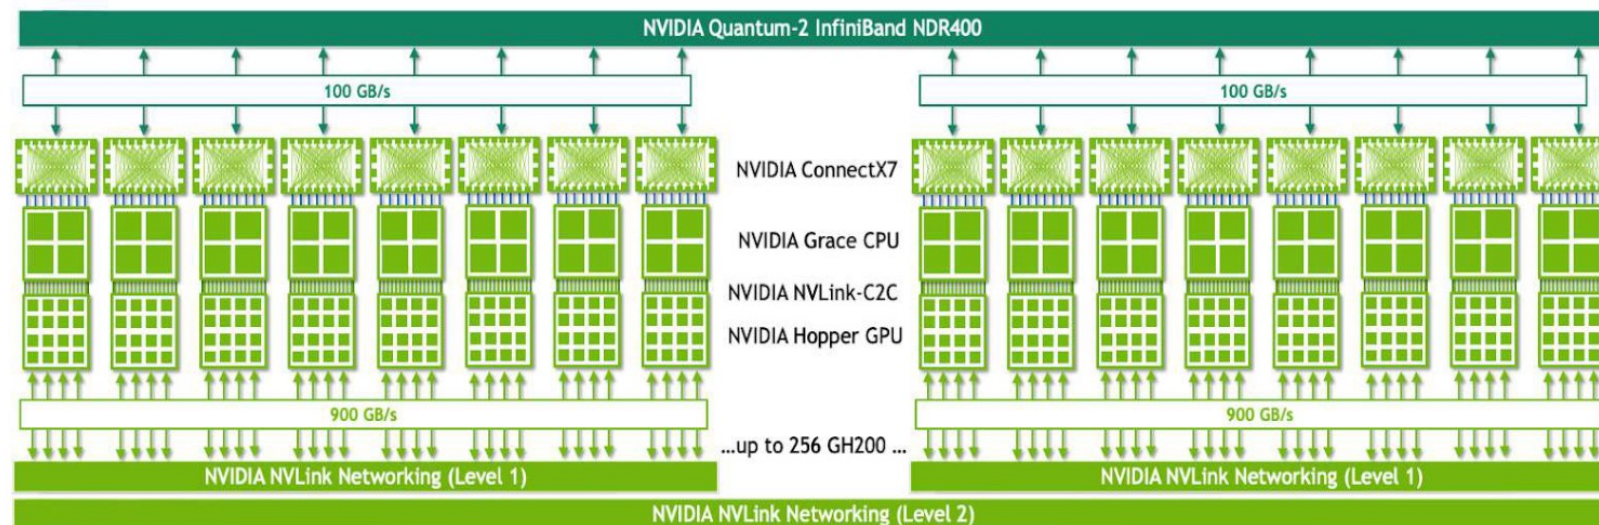 NVIDIA Quantum-2 InfiniBand NDR400
100 GB/s
100 GB/s
NVIDIA ConnectX7
NVIDIA Grace CPU
NVIDIA NVLink-C2C
NVIDIA Hopper GPU
900 GB/s
900 GB/s
...up to 256 GH200 ...
NVIDIA NVLink Networking (Level 1)
NVIDIA NVLink Networking (Level 1)
NVIDIA NVLink Networking (Level 2)